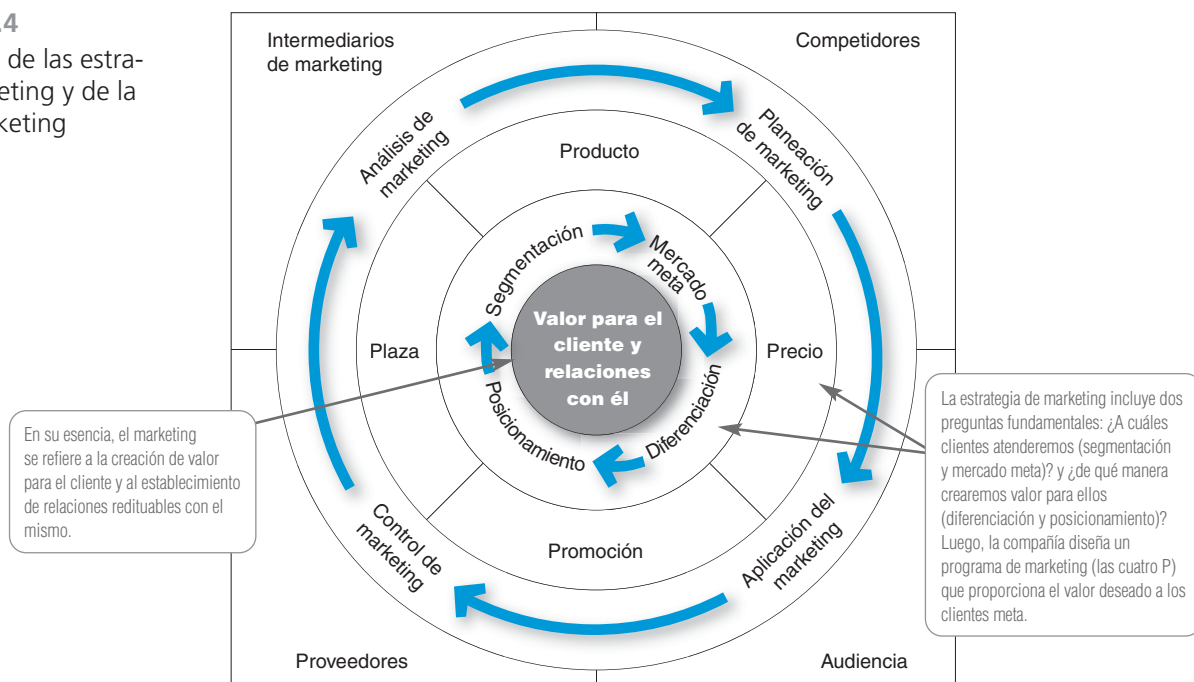 .4
de las estra-
eting y de la
keting
Intermediarios
de marketing
Competidores
Análisis de
marketing
Planeación
de marketing
Producto
Segmentación
Mercado
meta
Valor para el
cliente y
relaciones
con él
Plaza
Precio
Posicionamiento
Diferenciación
En su esencia, el marketing
se refiere a la creación de valor
para el cliente y al establecimiento
de relaciones redituables con el
mismo.
La estrategia de marketing incluye dos
preguntas fundamentales: ¿A cuáles
clientes atenderemos (segmentación
y mercado meta)? y ¿de qué manera
crearemos valor para ellos
(diferenciación y posicionamiento)?
Luego, la compañía diseña un
programa de marketing (las cuatro P)
que proporciona el valor deseado a los
clientes meta.
Control de
marketing
Promoción
Aplicación del
marketing
Proveedores
Audiencia